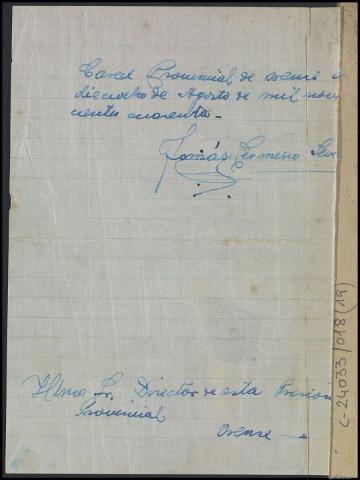 Carcel Provincial de Orense a
dieciocho de Agosto de mil nove
cientos cuarenta.-
Tomás Fermiño
Ilmo Sr. Director de esta Prision
Provincial
Orense
C-24033/018(19)